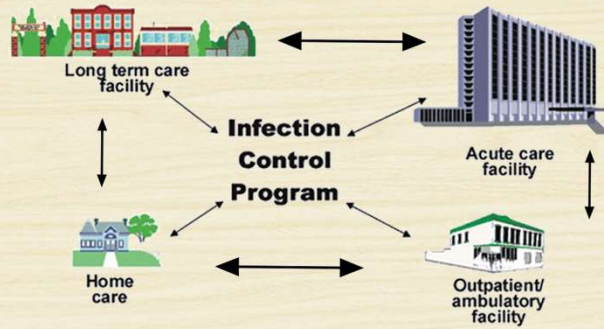 Long term care
facility
Infection
Control
Program
Acute care
facility
Home
care
Outpatient/
ambulatory
facility